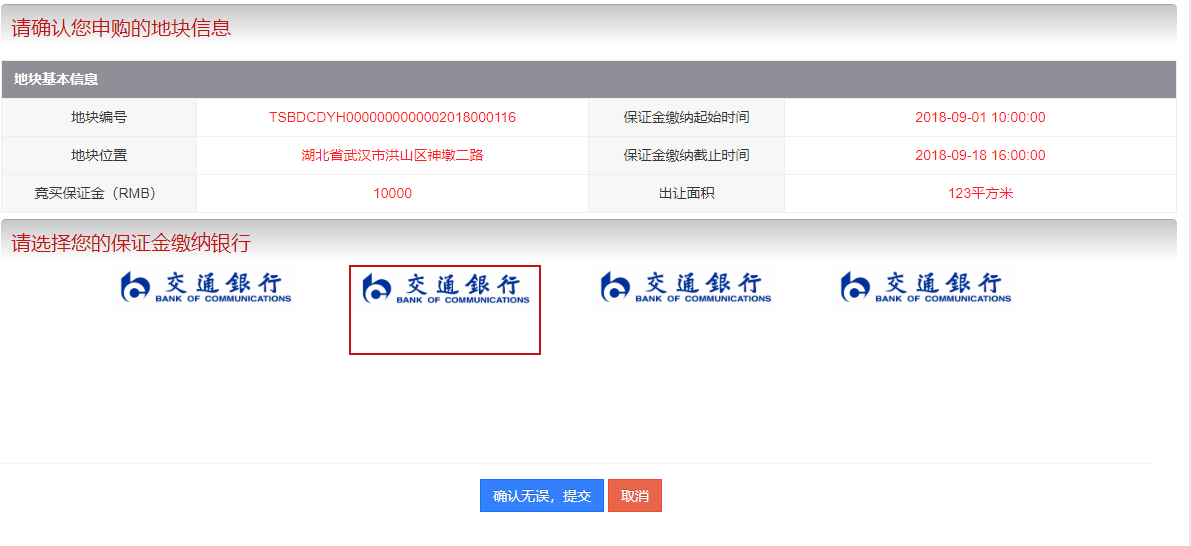 请确认您申购的地块信息
地块基本信息
地块编号 TSBDCDYH0000000000002018000116 保证金缴纳起始时间 2018-09-01 10:00:00
地块位置 湖北省武汉市洪山区神墩二路 保证金缴纳截止时间 2018-09-18 16:00:00
竞买保证金（RMB） 10000 出让面积 123平方米
请选择您的保证金缴纳银行
交通銀行 交通銀行 交通銀行 交通銀行
BANK OF COMMUNICATIONS BANK OF COMMUNICATIONS BANK OF COMMUNICATIONS BANK OF COMMUNICATIONS
确认无误，提交 取消